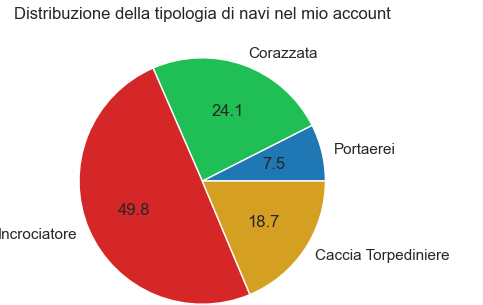 Distribuzione della tipologia di navi nel mio account
Corazzata
24.1
Portaerei
7.5
49.8
18.7
Incrociatore
Caccia Torpediniere